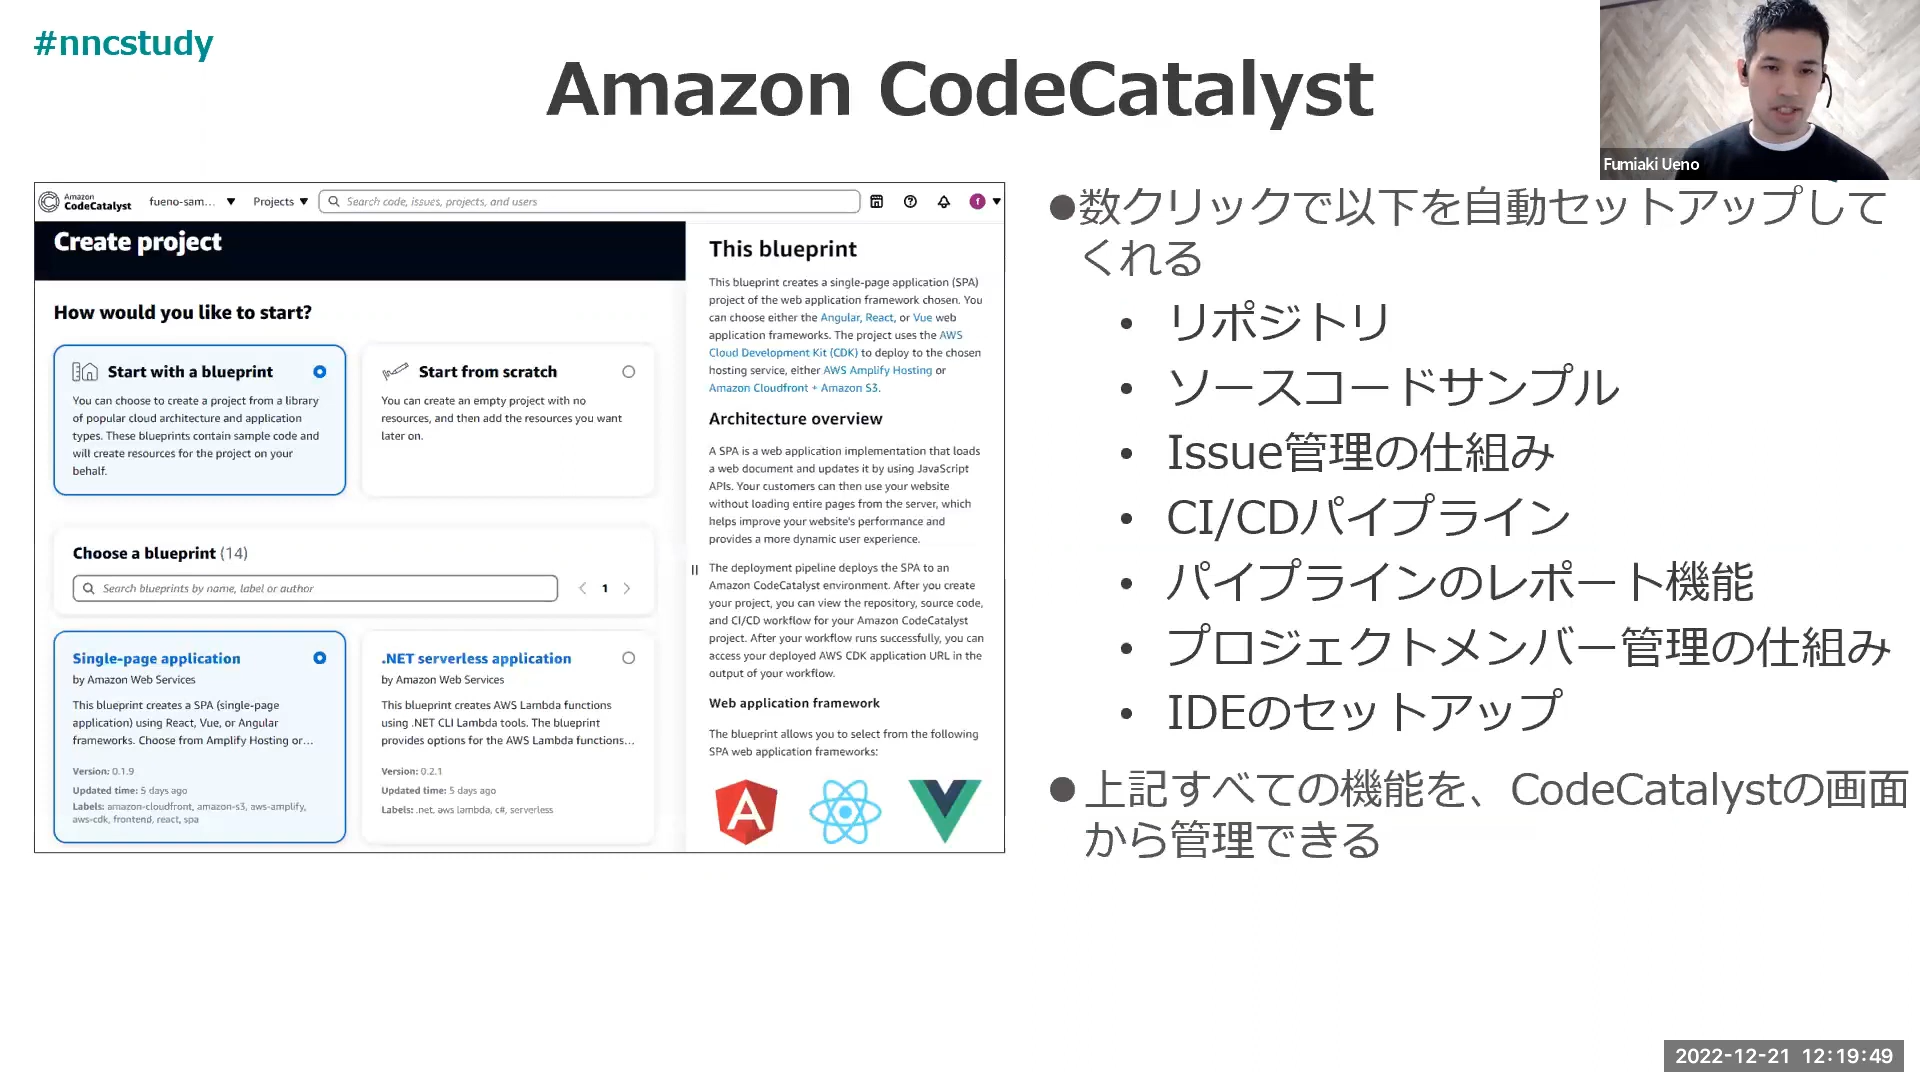 #nncstudy
Amazon CodeCatalyst
Fumiaki Ueno
Amazon
CodeCatalyst
fueno-sam...
Projects
Search code, issues, projects, and users
f
Create project
How would you like to start?
Start with a blueprint
You can choose to create a project from a library
of popular cloud architecture and application
types. These blueprints contain sample code and
will create resources for the project on your
behalf.
Start from scratch
You can create an empty project with no
resources, and then add the resources you want
later on.
Choose a blueprint (14)
Search blueprints by name, label or author
1
Single-page application
by Amazon Web Services
This blueprint creates a SPA (single-page
application) using React, Vue, or Angular
frameworks. Choose from Amplify Hosting or...
Version: 0.1.9
Updated time: 5 days ago
Labels: amazon-cloudfront, amazon-s3, aws-amplify,
aws-cdk, frontend, react, spa
.NET serverless application
by Amazon Web Services
This blueprint creates AWS Lambda functions
using .NET CLI Lambda tools. The blueprint
provides options for the AWS Lambda functions...
Version: 0.2.1
Updated time: 5 days ago
Labels: .net, aws lambda, c#, serverless
This blueprint
This blueprint creates a single-page application (SPA)
project of the web application framework chosen. You
can choose either the Angular, React, or Vue web
application frameworks. The project uses the AWS
Cloud Development Kit (CDK) to deploy to the chosen
hosting service, either AWS Amplify Hosting or
Amazon Cloudfront + Amazon S3.
Architecture overview
A SPA is a web application implementation that loads
a web document and updates it by using JavaScript
APIs. Your customers can then use your website
without loading entire pages from the server, which
helps improve your website's performance and
provides a more dynamic user experience.
The deployment pipeline deploys the SPA to an
Amazon CodeCatalyst environment. After you create
your project, you can view the repository, source code,
and CI/CD workflow for your Amazon CodeCatalyst
project. After your workflow runs successfully, you can
access your deployed AWS CDK application URL in the
output of your workflow.
Web application framework
The blueprint allows you to select from the following
SPA web application frameworks:
A
●数クリックで以下を自動セットアップして
くれる
• リポジトリ
• ソースコードサンプル
• Issue管理の仕組み
• CI/CDパイプライン
• パイプラインのレポート機能
• プロジェクトメンバー管理の仕組み
• IDEのセットアップ
●上記すべての機能を、CodeCatalystの画面
から管理できる
2022-12-21 12:19:49